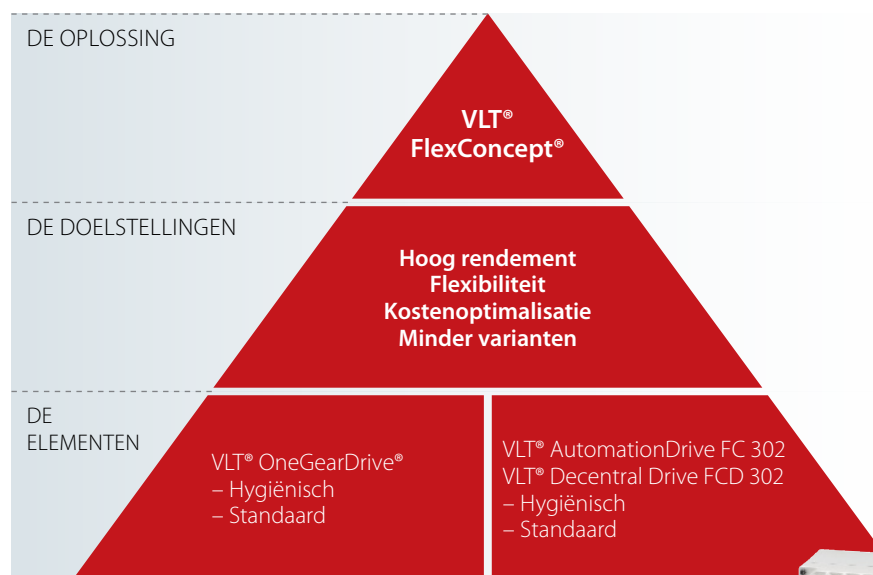 DE OPLOSSING
VLT®
FlexConcept®
DE DOELSTELLINGEN
Hoog rendement
Flexibiliteit
Kostenoptimalisatie
Minder varianten
DE
ELEMENTEN
VLT® OneGearDrive®
– Hygiënisch
– Standaard
VLT® AutomationDrive FC 302
VLT® Decentral Drive FCD 302
– Hygiënisch
– Standaard